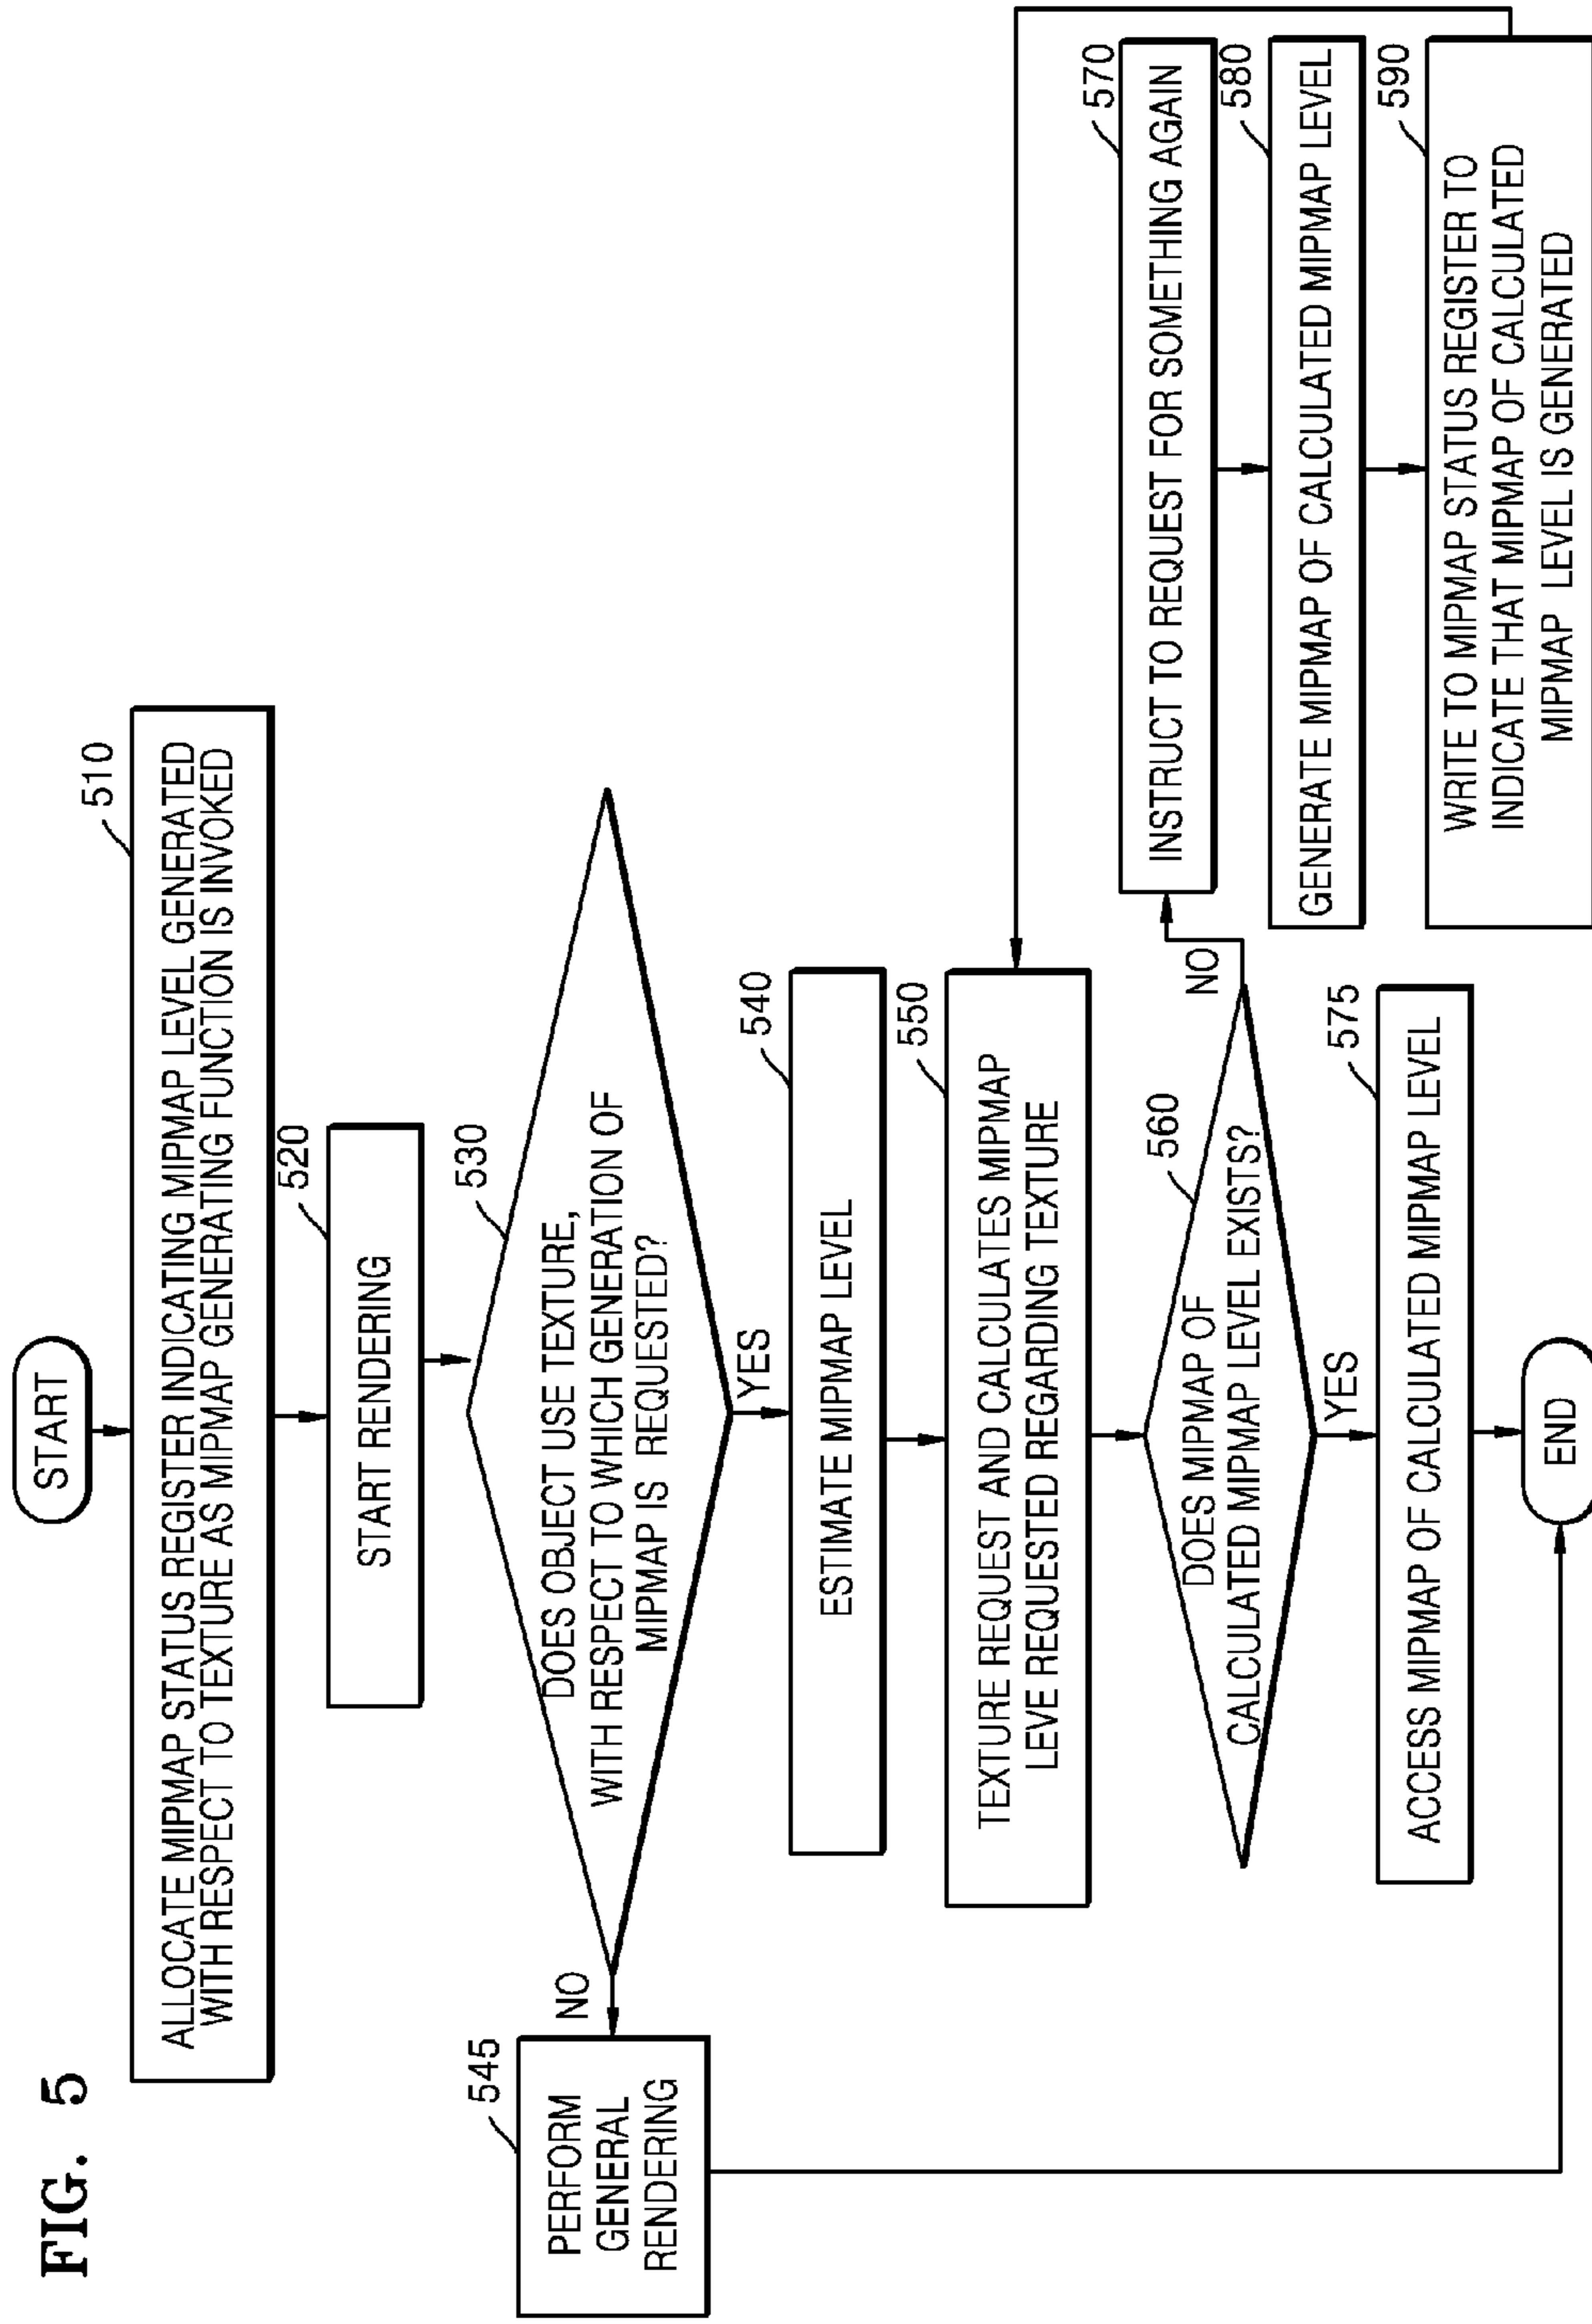 FIG. 5
START
510
ALLOCATE MIPMAP STATUS REGISTER INDICATING MIPMAP LEVEL GENERATED
WITH RESPECT TO TEXTURE AS MIPMAP GENERATING FUNCTION IS INVOKED
520
START RENDERING
530
DOES OBJECT USE TEXTURE,
WITH RESPECT TO WHICH GENERATION OF
MIPMAP IS REQUESTED?
NO
YES
545
PERFORM
GENERAL
RENDERING
540
ESTIMATE MIPMAP LEVEL
550
TEXTURE REQUEST AND CALCULATES MIPMAP
LEVE REQUESTED REGARDING TEXTURE
560
DOES MIPMAP OF
CALCULATED MIPMAP LEVEL EXISTS?
NO
YES
570
INSTRUCT TO REQUEST FOR SOMETHING AGAIN
580
GENERATE MIPMAP OF CALCULATED MIPMAP LEVEL
590
WRITE TO MIPMAP STATUS REGISTER TO
INDICATE THAT MIPMAP OF CALCULATED
MIPMAP LEVEL IS GENERATED
575
ACCESS MIPMAP OF CALCULATED MIPMAP LEVEL
END